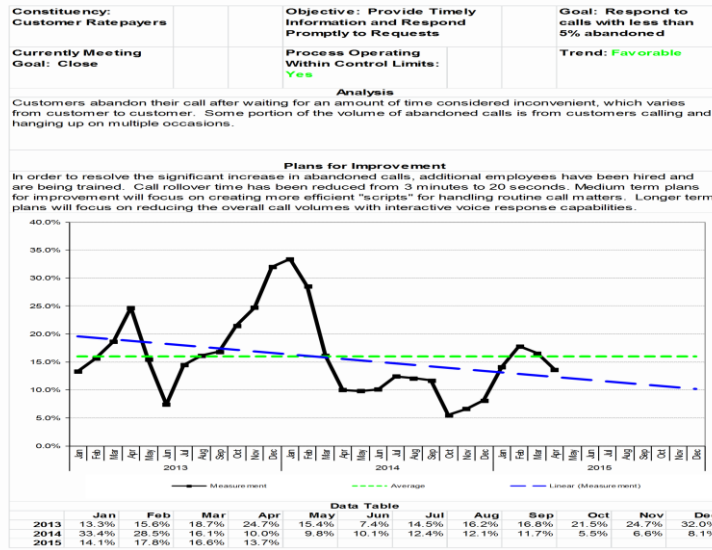 Constituency:
Customer Ratepayers
Objective: Provide Timely
Information and Respond
Promptly to Requests
Goal: Respond to
calls with less than
5% abandoned
Currently Meeting
Goal: Close
Process Operating
Within Control Limits:
Yes
Trend: Favorable
Analysis
Customers abandon their call after waiting for an amount of time considered inconvenient, which varies
from customer to customer. Some portion of the volume of abandoned calls is from customers calling and
hanging up on multiple occasions.
Plans for Improvement
In order to resolve the significant increase in abandoned calls, additional employees have been hired and
are being trained. Call rollover time has been reduced from 3 minutes to 20 seconds. Medium term plans
for improvement will focus on creating more efficient "scripts" for handling routine call matters. Longer term
plans will focus on reducing the overall call volumes with interactive voice response capabilities.
40.0%
35.0%
30.0%
25.0%
20.0%
15.0%
10.0%
5.0%
0.0%
Jan Feb Mar Apr May Jun Jul Aug Sep Oct Nov Dec Jan Feb Mar Apr May Jun Jul Aug Sep Oct Nov Dec Jan Feb Mar Apr May Jun Jul Aug Sep Oct Nov Dec
2013 2014 2015
Measurement Average Linear (Measurement)
Data Table
Jan Feb Mar Apr May Jun Jul Aug Sep Oct Nov Dec
2013 13.3% 15.6% 18.7% 24.7% 15.4% 7.4% 14.5% 16.2% 16.8% 21.5% 24.7% 32.0%
2014 33.4% 28.5% 16.1% 10.0% 9.8% 10.1% 12.4% 12.1% 11.7% 5.5% 6.6% 8.1%
2015 14.1% 17.8% 16.6% 13.7%